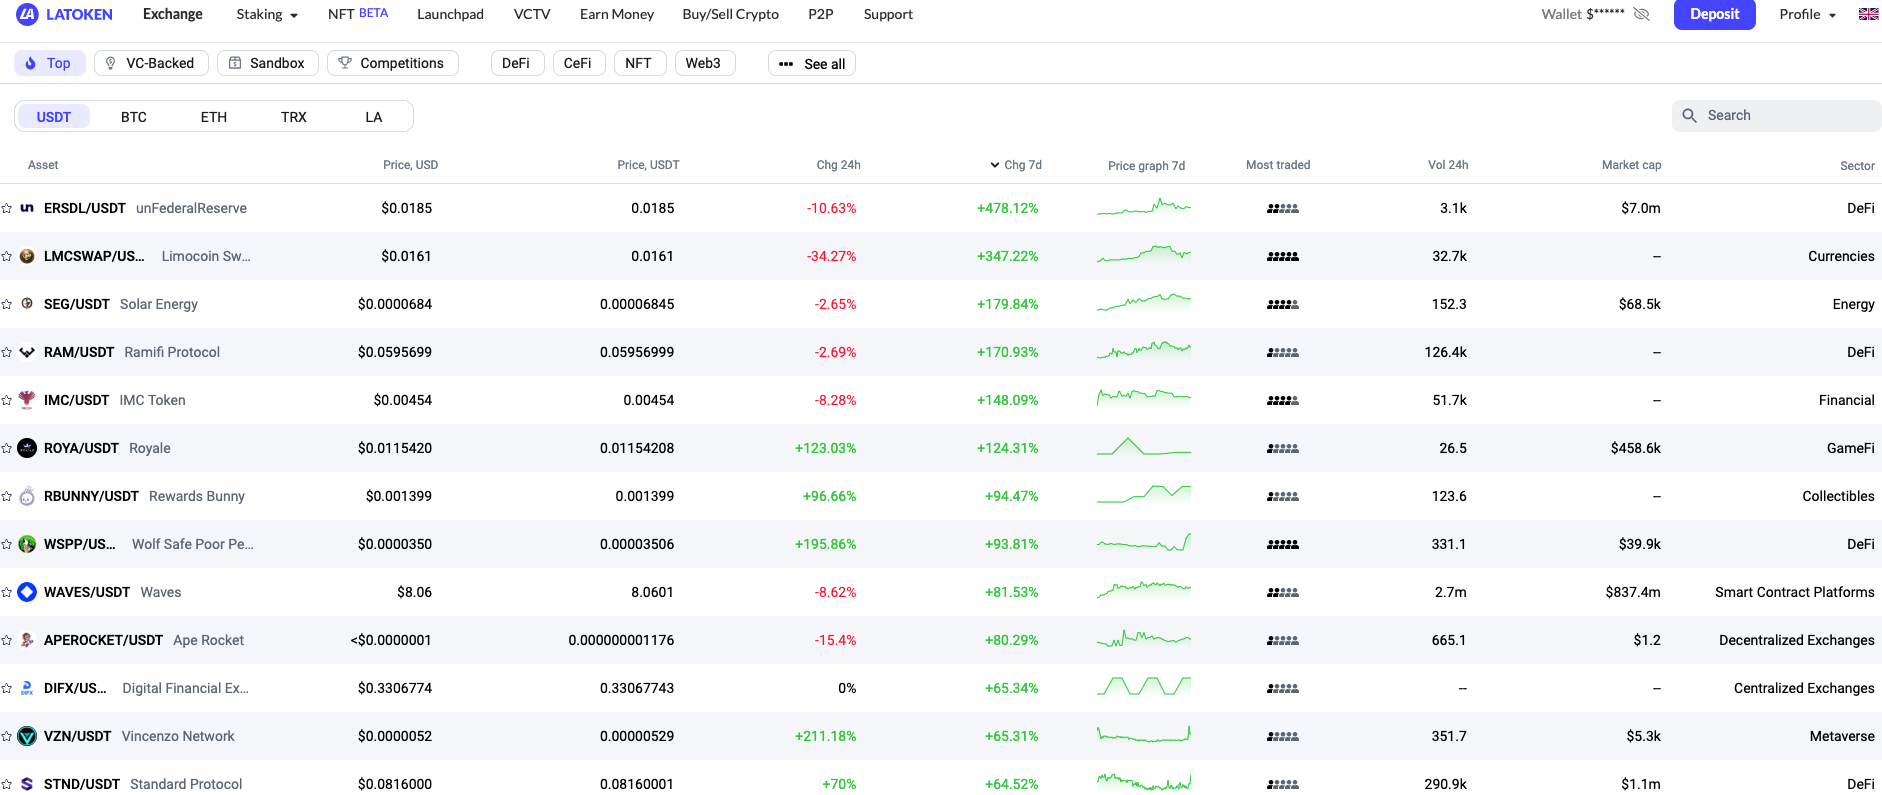 LATOKEN Exchange Staking NFT BETA Launchpad VCTV Earn Money Buy/Sell Crypto P2P Support Wallet $****** Deposit Profile
Top VC-Backed Sandbox Competitions DeFi CeFi NFT Web3 ••• See all
USDT BTC ETH TRX LA Search
Asset Price, USD Price, USDT Chg 24h Chg 7d Price graph 7d Most traded Vol 24h Market cap Sector
ERSDL/USDT unFederalReserve $0.0185 0.0185 -10.63% +478.12% 3.1k $7.0m DeFi
LMCSWAP/US... Limocoin Sw... $0.0161 0.0161 -34.27% +347.22% 32.7k -- Currencies
SEG/USDT Solar Energy $0.0000684 0.00006845 -2.65% +179.84% 152.3 $68.5k Energy
RAM/USDT Ramifi Protocol $0.0595699 0.05956999 -2.69% +170.93% 126.4k -- DeFi
IMC/USDT IMC Token $0.00454 0.00454 -8.28% +148.09% 51.7k -- Financial
ROYA/USDT Royale $0.0115420 0.01154208 +123.03% +124.31% 26.5 $458.6k GameFi
RBUNNY/USDT Rewards Bunny $0.001399 0.001399 +96.66% +94.47% 123.6 -- Collectibles
WSPP/US... Wolf Safe Poor Pe... $0.0000350 0.00003506 +195.86% +93.81% 331.1 $39.9k DeFi
WAVES/USDT Waves $8.06 8.0601 -8.62% +81.53% 2.7m $837.4m Smart Contract Platforms
APEROCKET/USDT Ape Rocket <$0.0000001 0.000000001176 -15.4% +80.29% 665.1 $1.2 Decentralized Exchanges
DIFX/US... Digital Financial Ex... $0.3306774 0.33067743 0% +65.34% -- -- Centralized Exchanges
VZN/USDT Vincenzo Network $0.0000052 0.00000529 +211.18% +65.31% 351.7 $5.3k Metaverse
STND/USDT Standard Protocol $0.0816000 0.08160001 +70% +64.52% 290.9k $1.1m DeFi